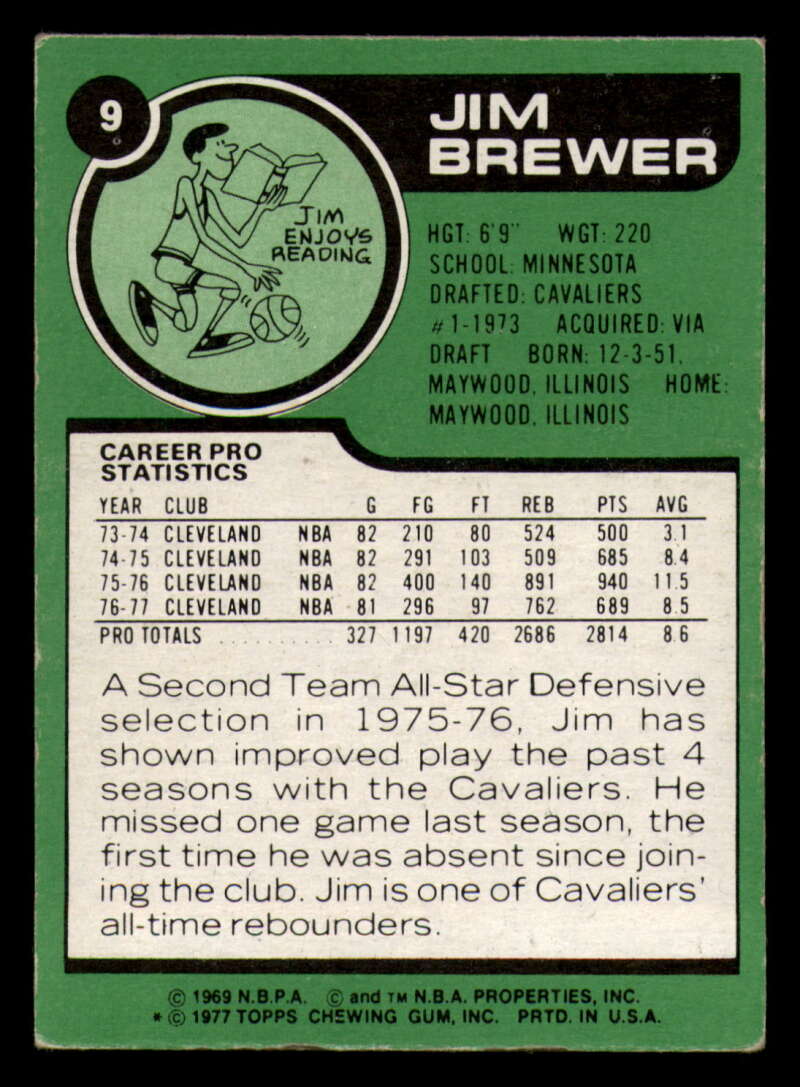 9
JIM
BREWER
JIM
ENJOYS
READING
HGT: 6'9" WGT: 220
SCHOOL: MINNESOTA
DRAFTED: CAVALIERS
#1-1973 ACQUIRED: VIA
DRAFT BORN: 12-3-51,
MAYWOOD, ILLINOIS HOME:
MAYWOOD, ILLINOIS
CAREER PRO
STATISTICS
YEAR CLUB G FG FT REB PTS AVG
73-74 CLEVELAND NBA 82 210 80 524 500 3.1
74-75 CLEVELAND NBA 82 291 103 509 685 8.4
75-76 CLEVELAND NBA 82 400 140 891 940 11.5
76-77 CLEVELAND NBA 81 296 97 762 689 8.5
PRO TOTALS .......... 327 1197 420 2686 2814 8.6
A Second Team All-Star Defensive
selection in 1975-76, Jim has
shown improved play the past 4
seasons with the Cavaliers. He
missed one game last season, the
first time he was absent since join-
ing the club. Jim is one of Cavaliers'
all-time rebounders.
© 1969 N.B.P.A. © and TM N.B.A. PROPERTIES, INC.
* © 1977 TOPPS CHEWING GUM, INC. PRTD. IN U.S.A.